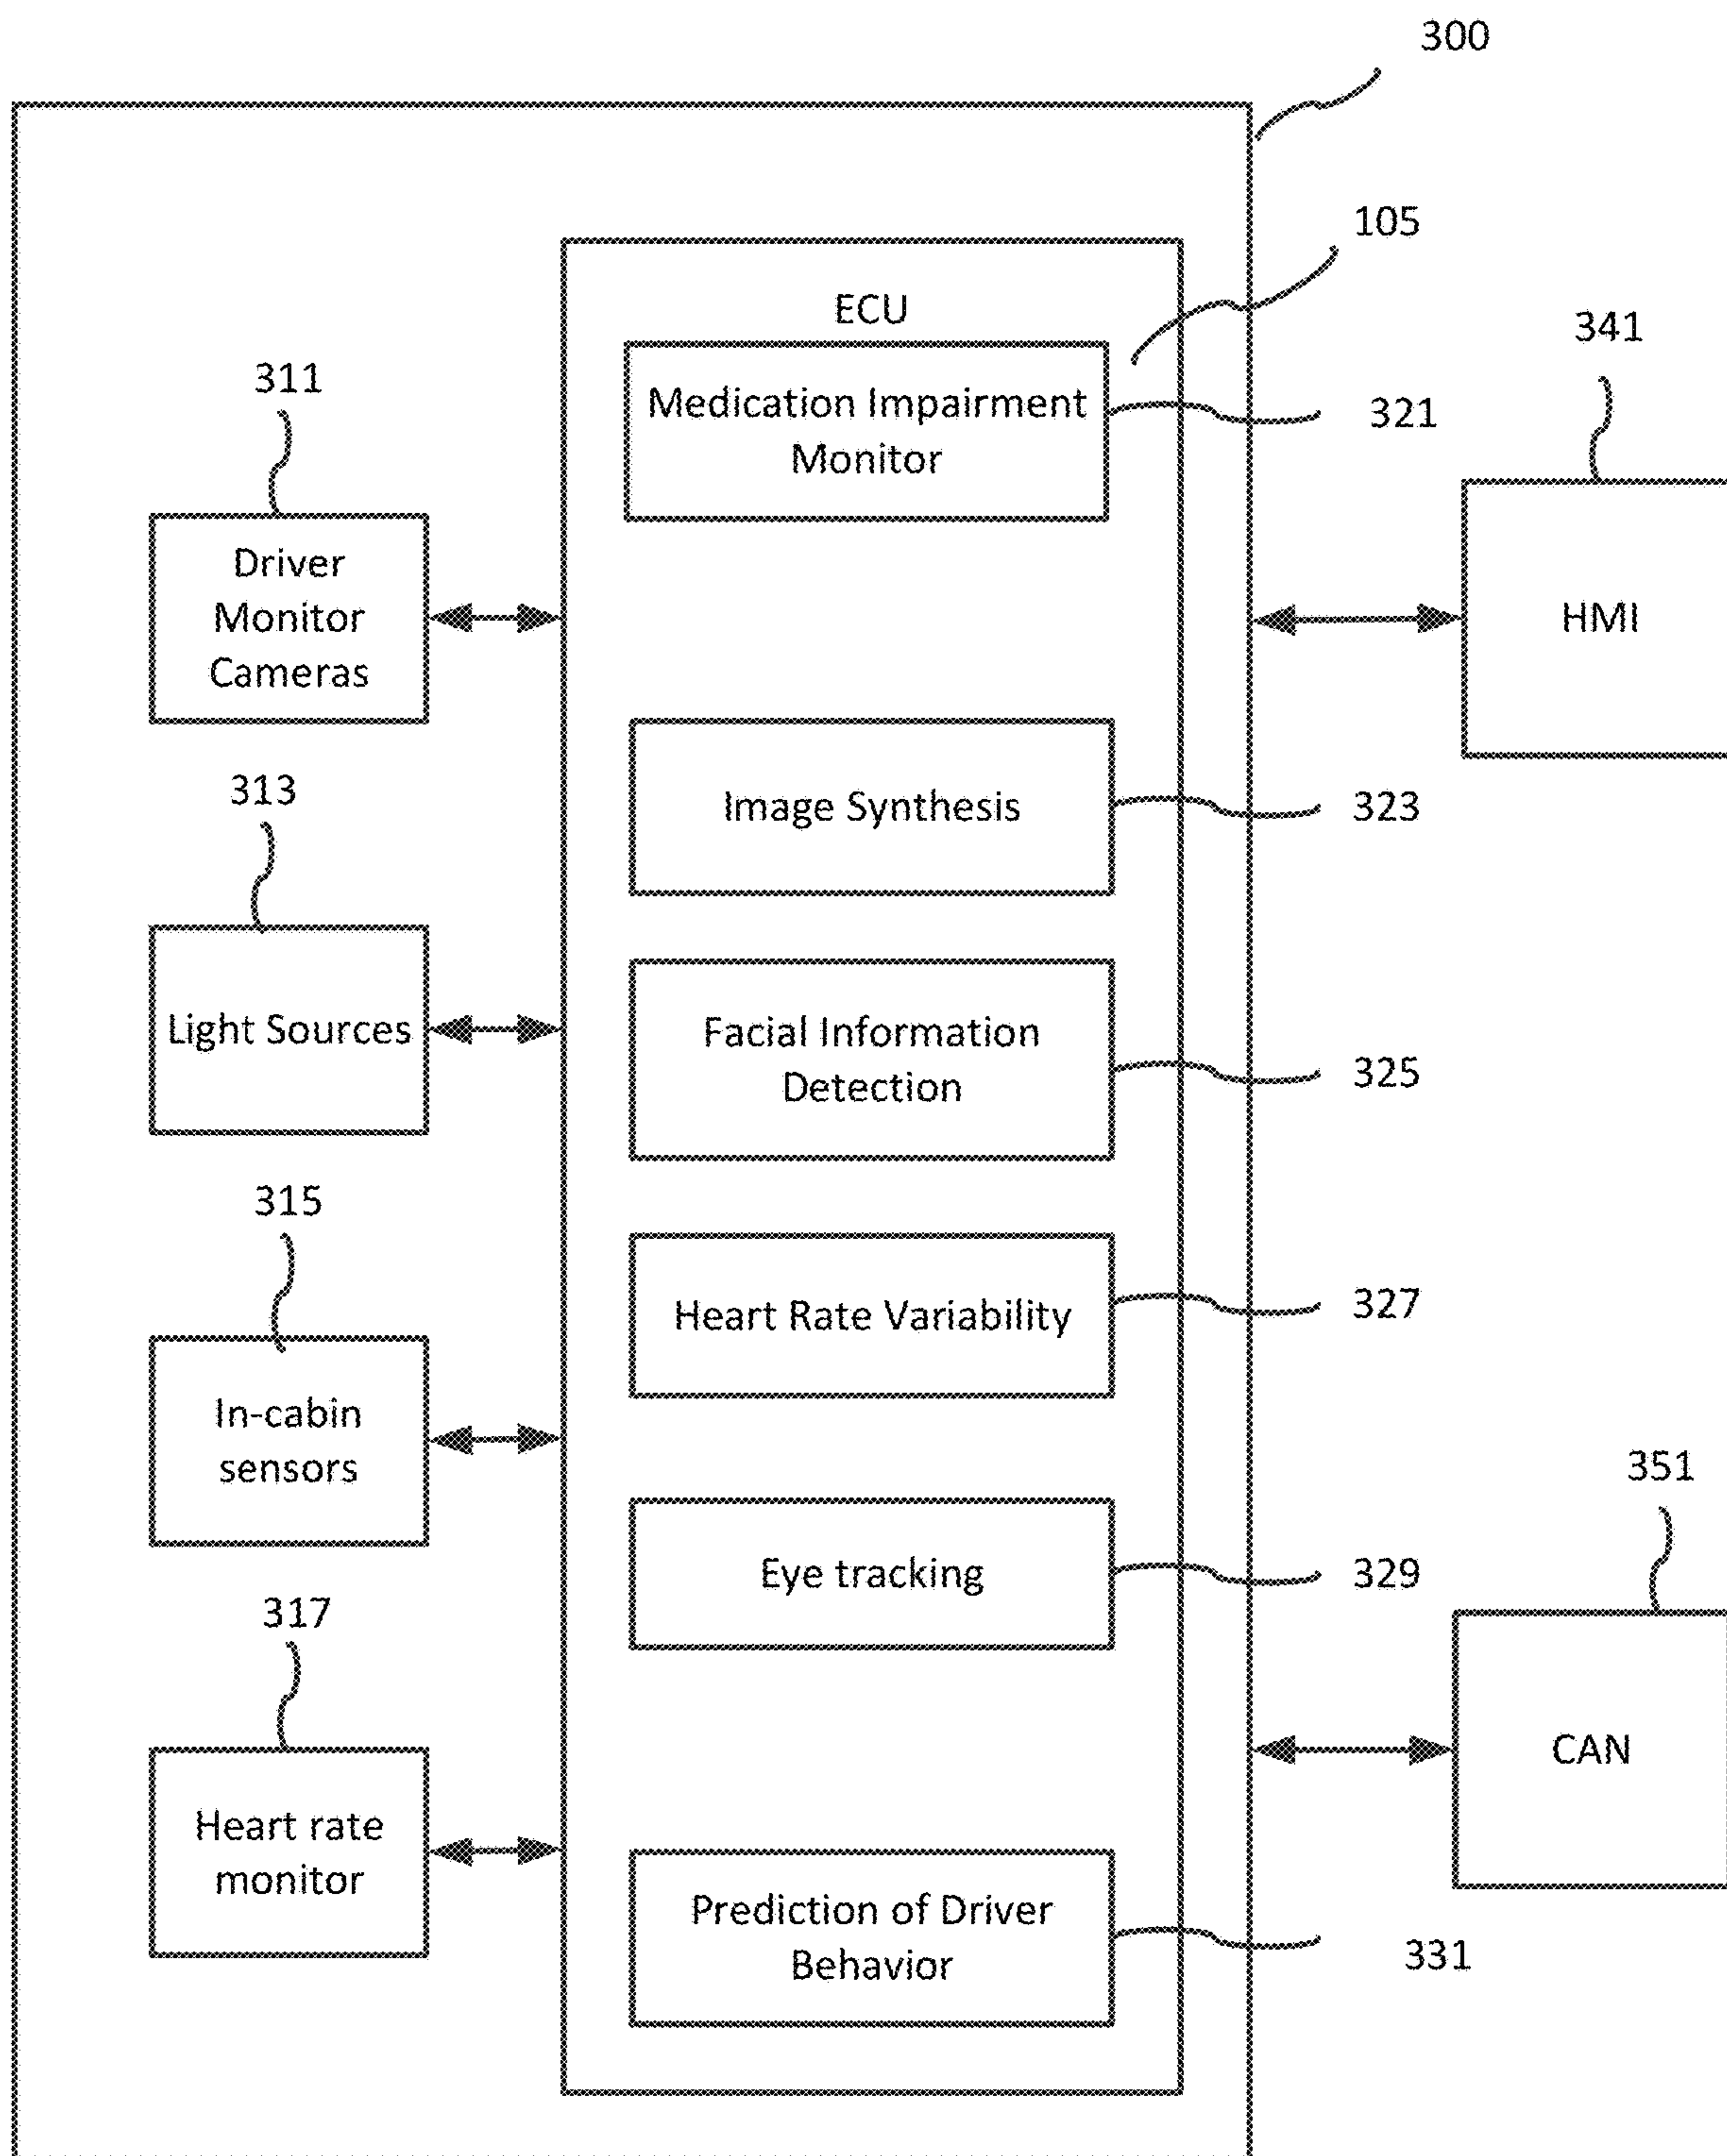 300
105
ECU
341
311
Medication Impairment
Monitor
321
Driver
Monitor
Cameras
HMI
313
Image Synthesis
323
Light Sources
Facial Information
Detection
325
315
Heart Rate Variability
327
In-cabin
sensors
351
Eye tracking
329
317
CAN
Heart rate
monitor
Prediction of Driver
Behavior
331